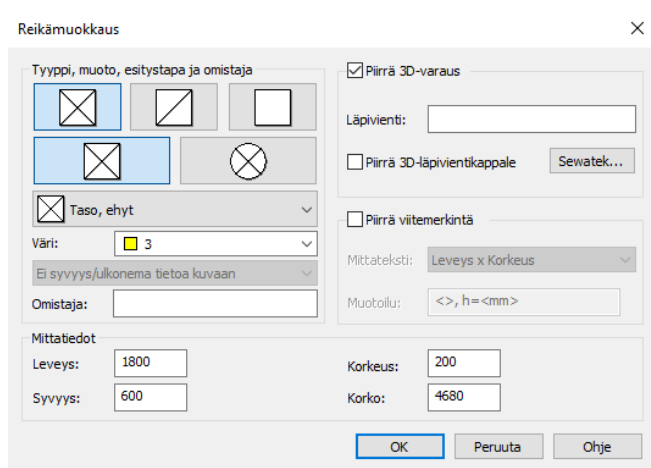 Reikämuokkaus
Tyyppi, muoto, esitystapa ja omistaja
Taso, ehyt
Väri: 3
Ei syvyys/ulkonema tietoa kuvaan
Omistaja:
Piirrä 3D-varaus
Läpivienti:
Piirrä 3D-läpivientikappale Sewatek...
Piirrä viitemerkintä
Mittateksti: Leveys x Korkeus
Muotoilu: <>, h=<mm>
Mittatiedot
Leveys: 1800 Korkeus: 200
Syvyys: 600 Korko: 4680
OK Peruuta Ohje